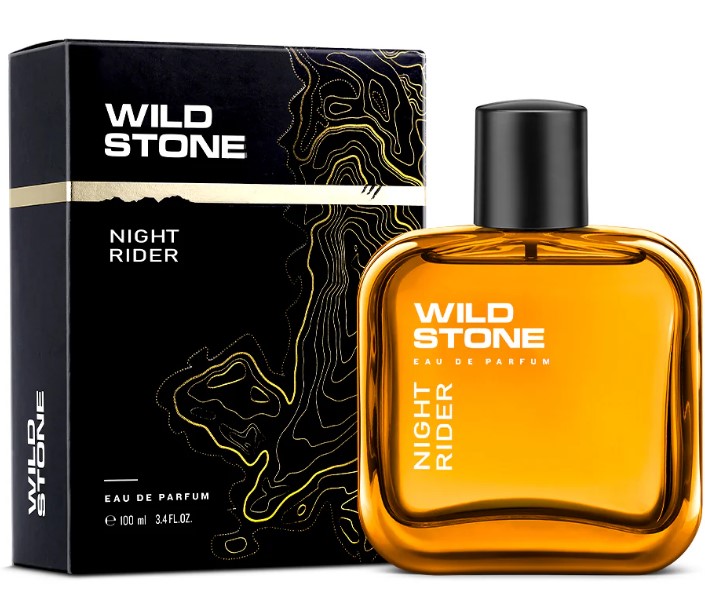 WILD
STONE
NIGHT
RIDER
WILD
STONE
EAU DE PARFUM
℮ 100 ml 3.4 FL.OZ.
WILD
STONE
EAU DE PARFUM
NIGHT
RIDER